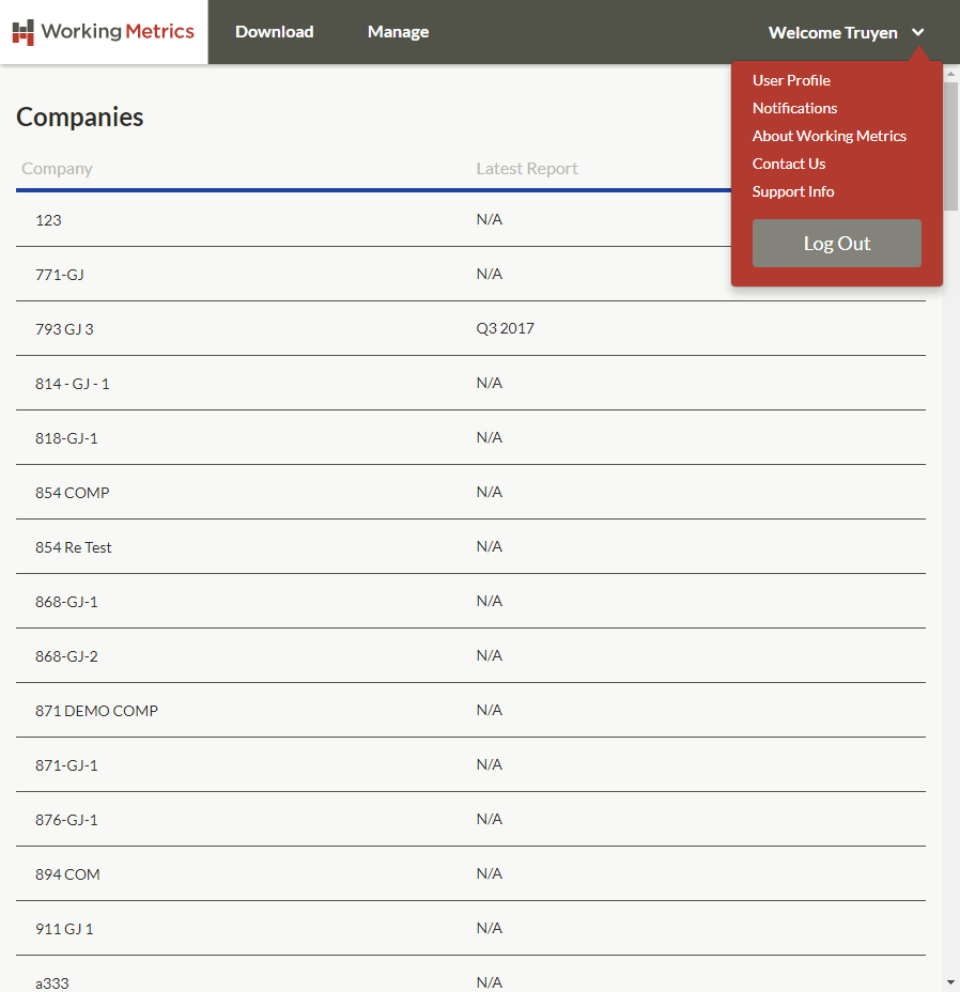 Working Metrics Download Manage Welcome Truyen
User Profile
Notifications
About Working Metrics
Contact Us
Support Info
Log Out
Companies
Company Latest Report
123 N/A
771-GJ N/A
793 GJ 3 Q3 2017
814 - GJ - 1 N/A
818-GJ-1 N/A
854 COMP N/A
854 Re Test N/A
868-GJ-1 N/A
868-GJ-2 N/A
871 DEMO COMP N/A
871-GJ-1 N/A
876-GJ-1 N/A
894 COM N/A
911 GJ 1 N/A
a333 N/A